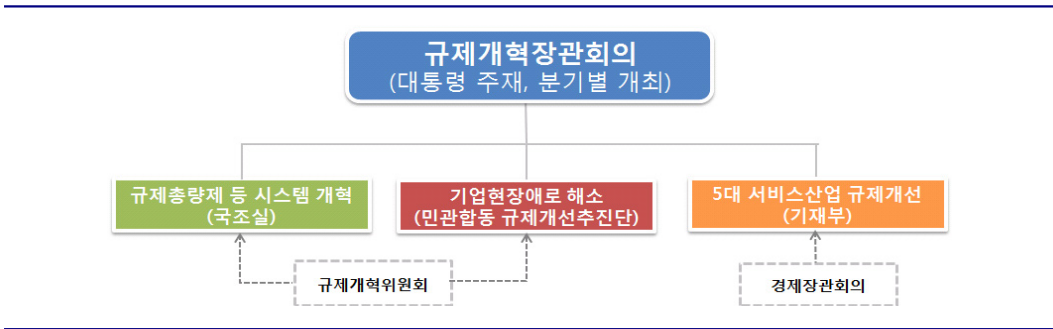 규제개혁장관회의
(대통령 주재, 분기별 개최)
규제총량제 등 시스템 개혁
(국조실)
기업현장애로 해소
(민관합동 규제개선추진단)
5대 서비스산업 규제개선
(기재부)
규제개혁위원회
경제장관회의